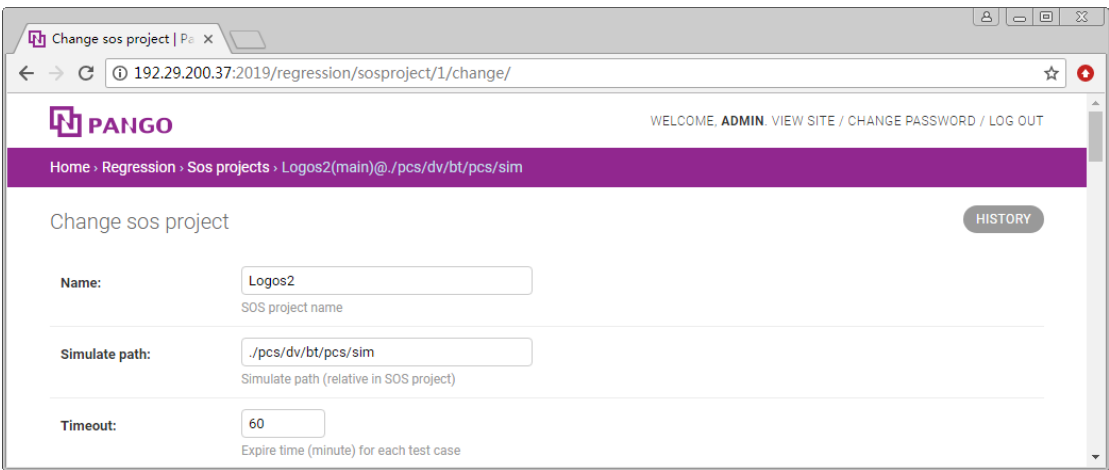 Change sos project | Pa
192.29.200.37:2019/regression/sosproject/1/change/
PANGO
WELCOME, ADMIN. VIEW SITE / CHANGE PASSWORD / LOG OUT
Home › Regression › Sos projects › Logos2(main)@./pcs/dv/bt/pcs/sim
Change sos project
HISTORY
Name:
Logos2
SOS project name
Simulate path:
./pcs/dv/bt/pcs/sim
Simulate path (relative in SOS project)
Timeout:
60
Expire time (minute) for each test case